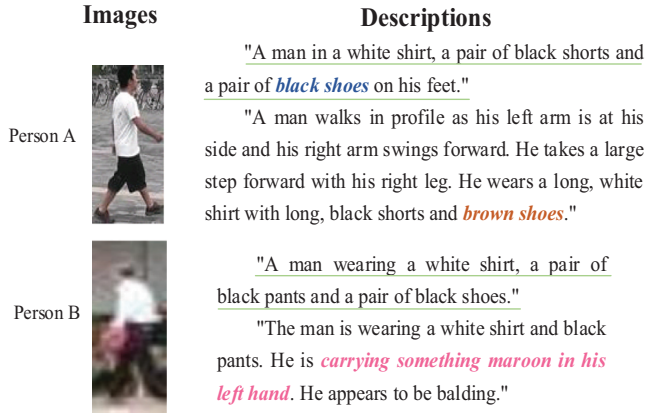 Images
Descriptions
Person A
"A man in a white shirt, a pair of black shorts and
a pair of black shoes on his feet."
"A man walks in profile as his left arm is at his
side and his right arm swings forward. He takes a large
step forward with his right leg. He wears a long, white
shirt with long, black shorts and brown shoes."
Person B
"A man wearing a white shirt, a pair of
black pants and a pair of black shoes."
"The man is wearing a white shirt and black
pants. He is carrying something maroon in his
left hand. He appears to be balding."